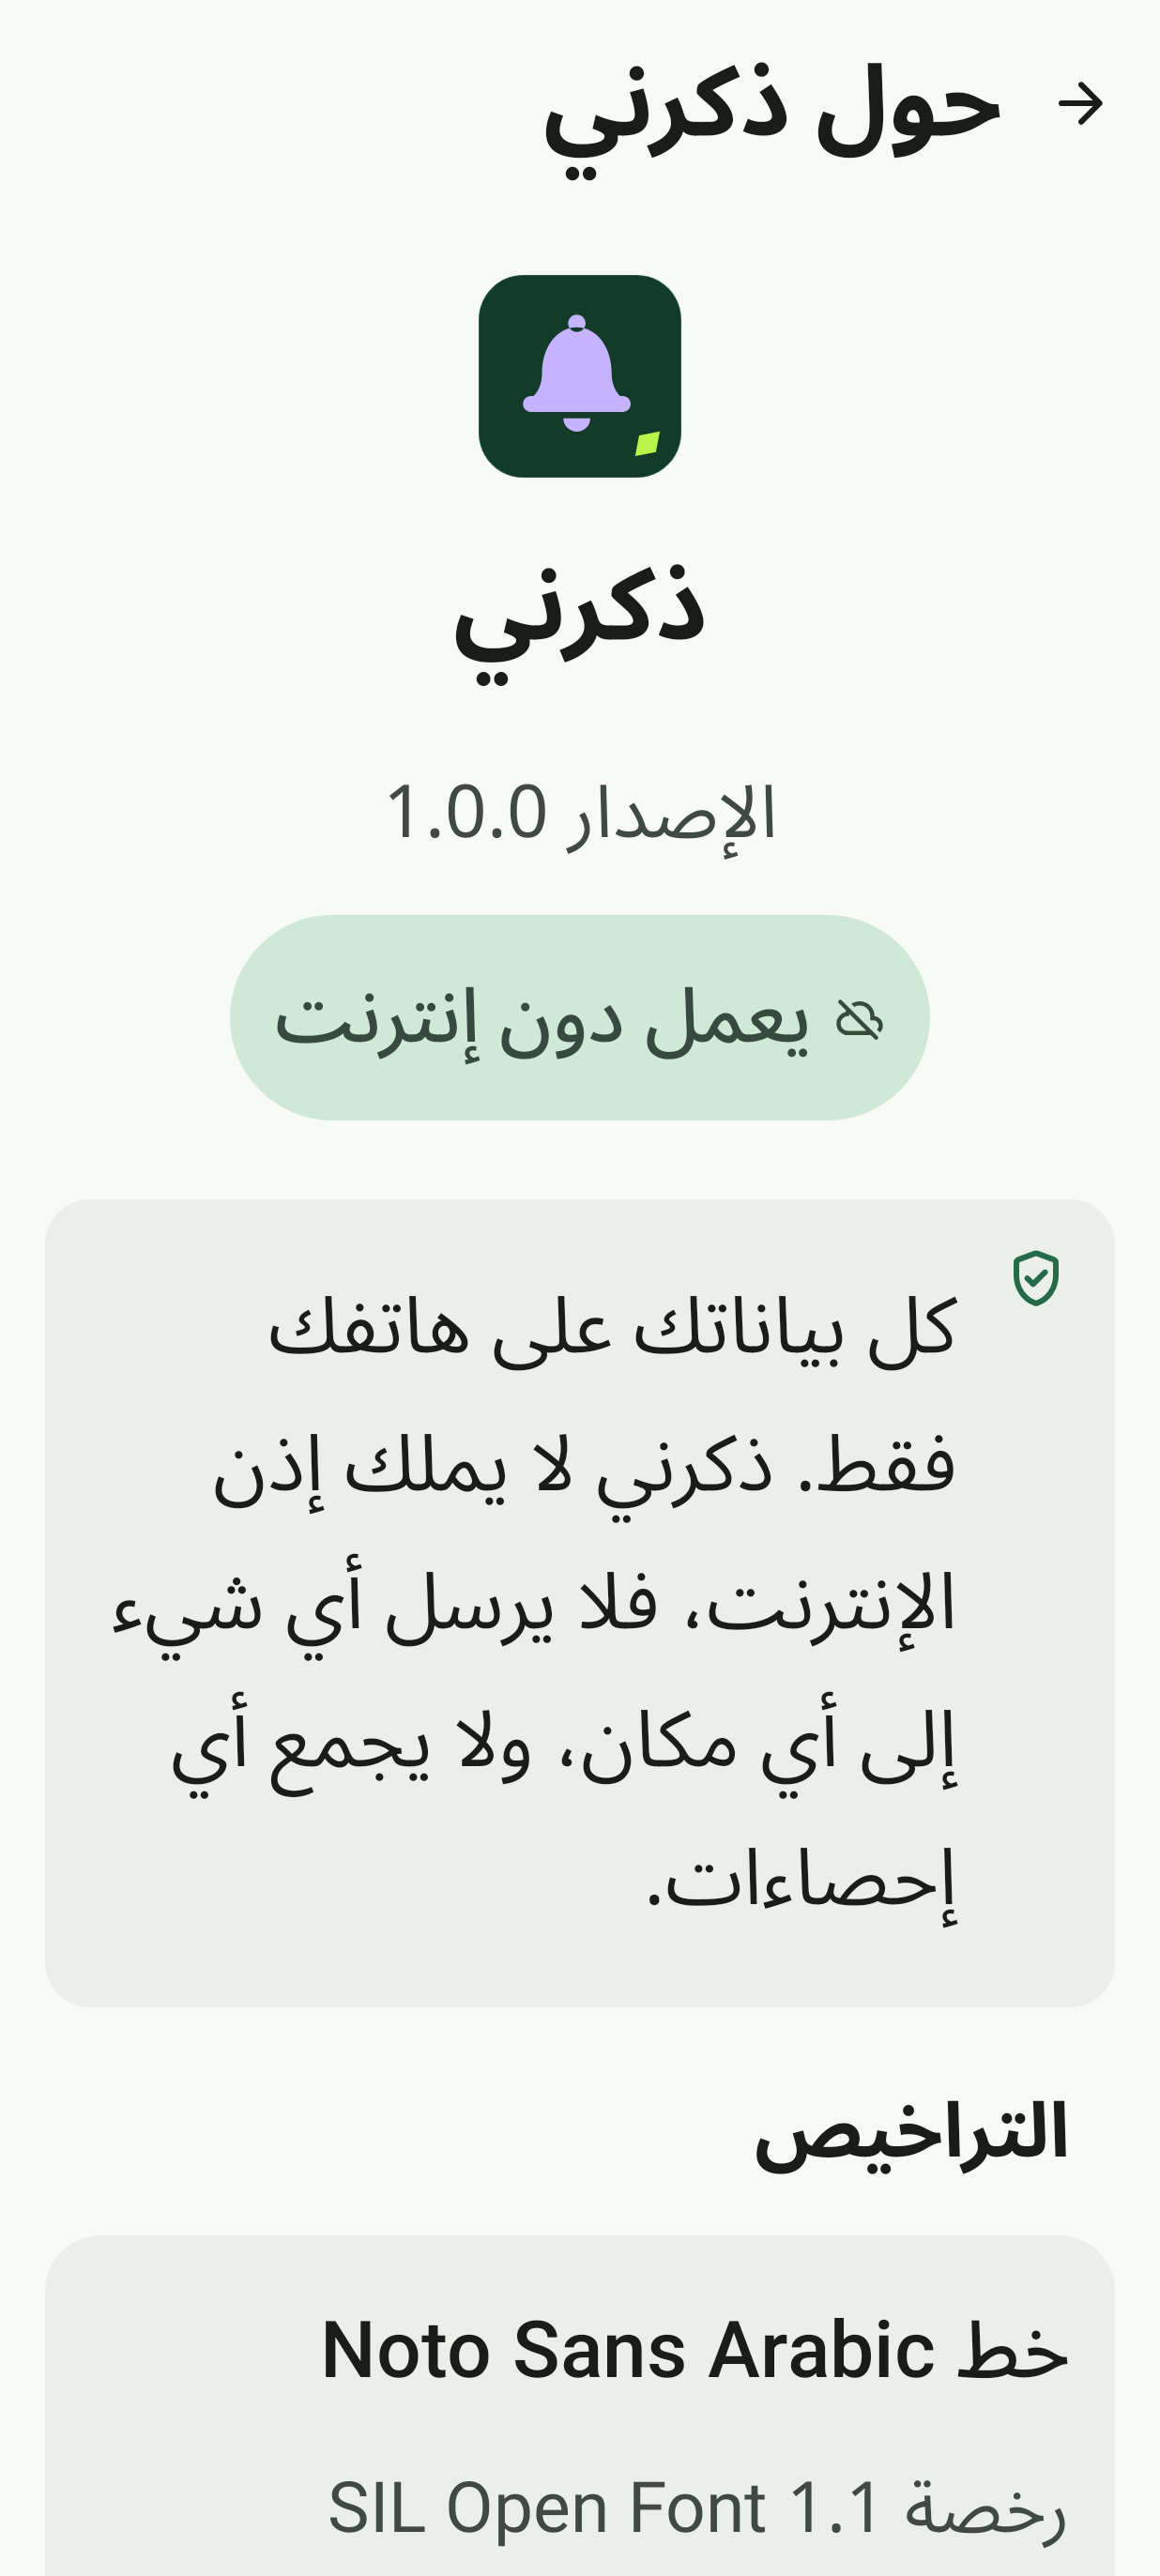 حول ذكرني
ذكرني
الإصدار 1.0.0
يعمل دون إنترنت
كل بياناتك على هاتفك
فقط. ذكرني لا يملك إذن
الإنترنت، فلا يرسل أي شيء
إلى أي مكان، ولا يجمع أي
إحصاءات.
التراخيص
خط Noto Sans Arabic
رخصة SIL Open Font 1.1